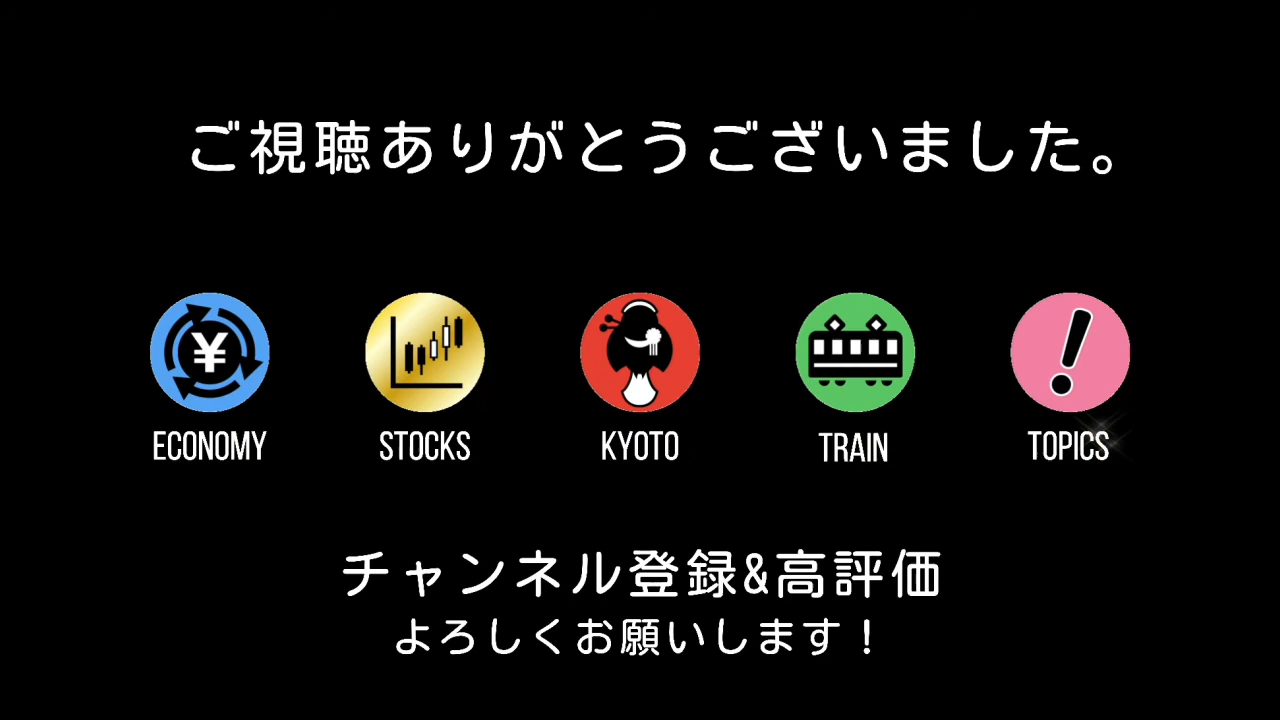 ご視聴ありがとうございました。
¥
ECONOMY
STOCKS
KYOTO
TRAIN
!
TOPICS
チャンネル登録&高評価
よろしくお願いします！